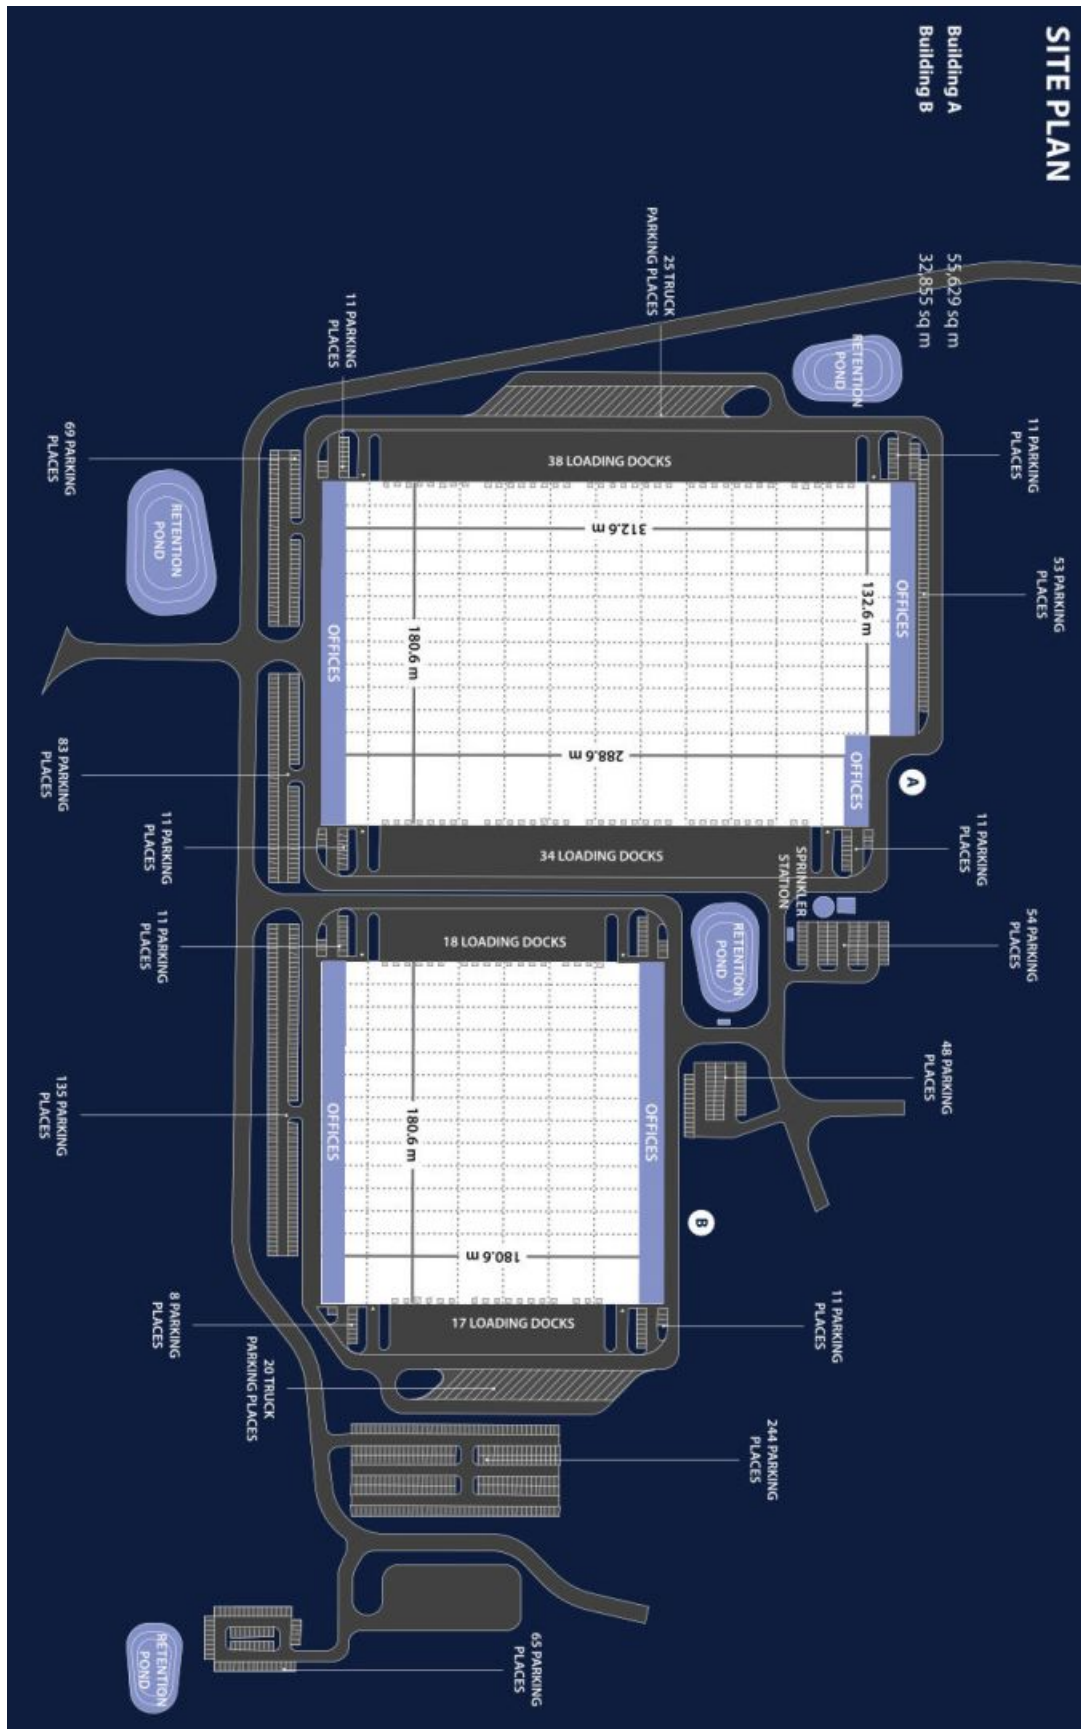 SITE PLAN
Building A 55,629 sq m
Building B 32,855 sq m
11 PARKING
PLACES
53 PARKING
PLACES
11 PARKING
PLACES
54 PARKING
PLACES
48 PARKING
PLACES
11 PARKING
PLACES
244 PARKING
PLACES
65 PARKING
PLACES
RETENTION
POND
OFFICES
OFFICES
A
SPRINKLER
STATION
RETENTION
POND
B
OFFICES
25 TRUCK
PARKING PLACES
38 LOADING DOCKS
312.6 m
132.6 m
180.6 m
288.6 m
34 LOADING DOCKS
18 LOADING DOCKS
180.6 m
180.6 m
17 LOADING DOCKS
OFFICES
OFFICES
11 PARKING
PLACES
69 PARKING
PLACES
RETENTION
POND
83 PARKING
PLACES
11 PARKING
PLACES
11 PARKING
PLACES
135 PARKING
PLACES
8 PARKING
PLACES
20 TRUCK
PARKING PLACES
RETENTION
POND